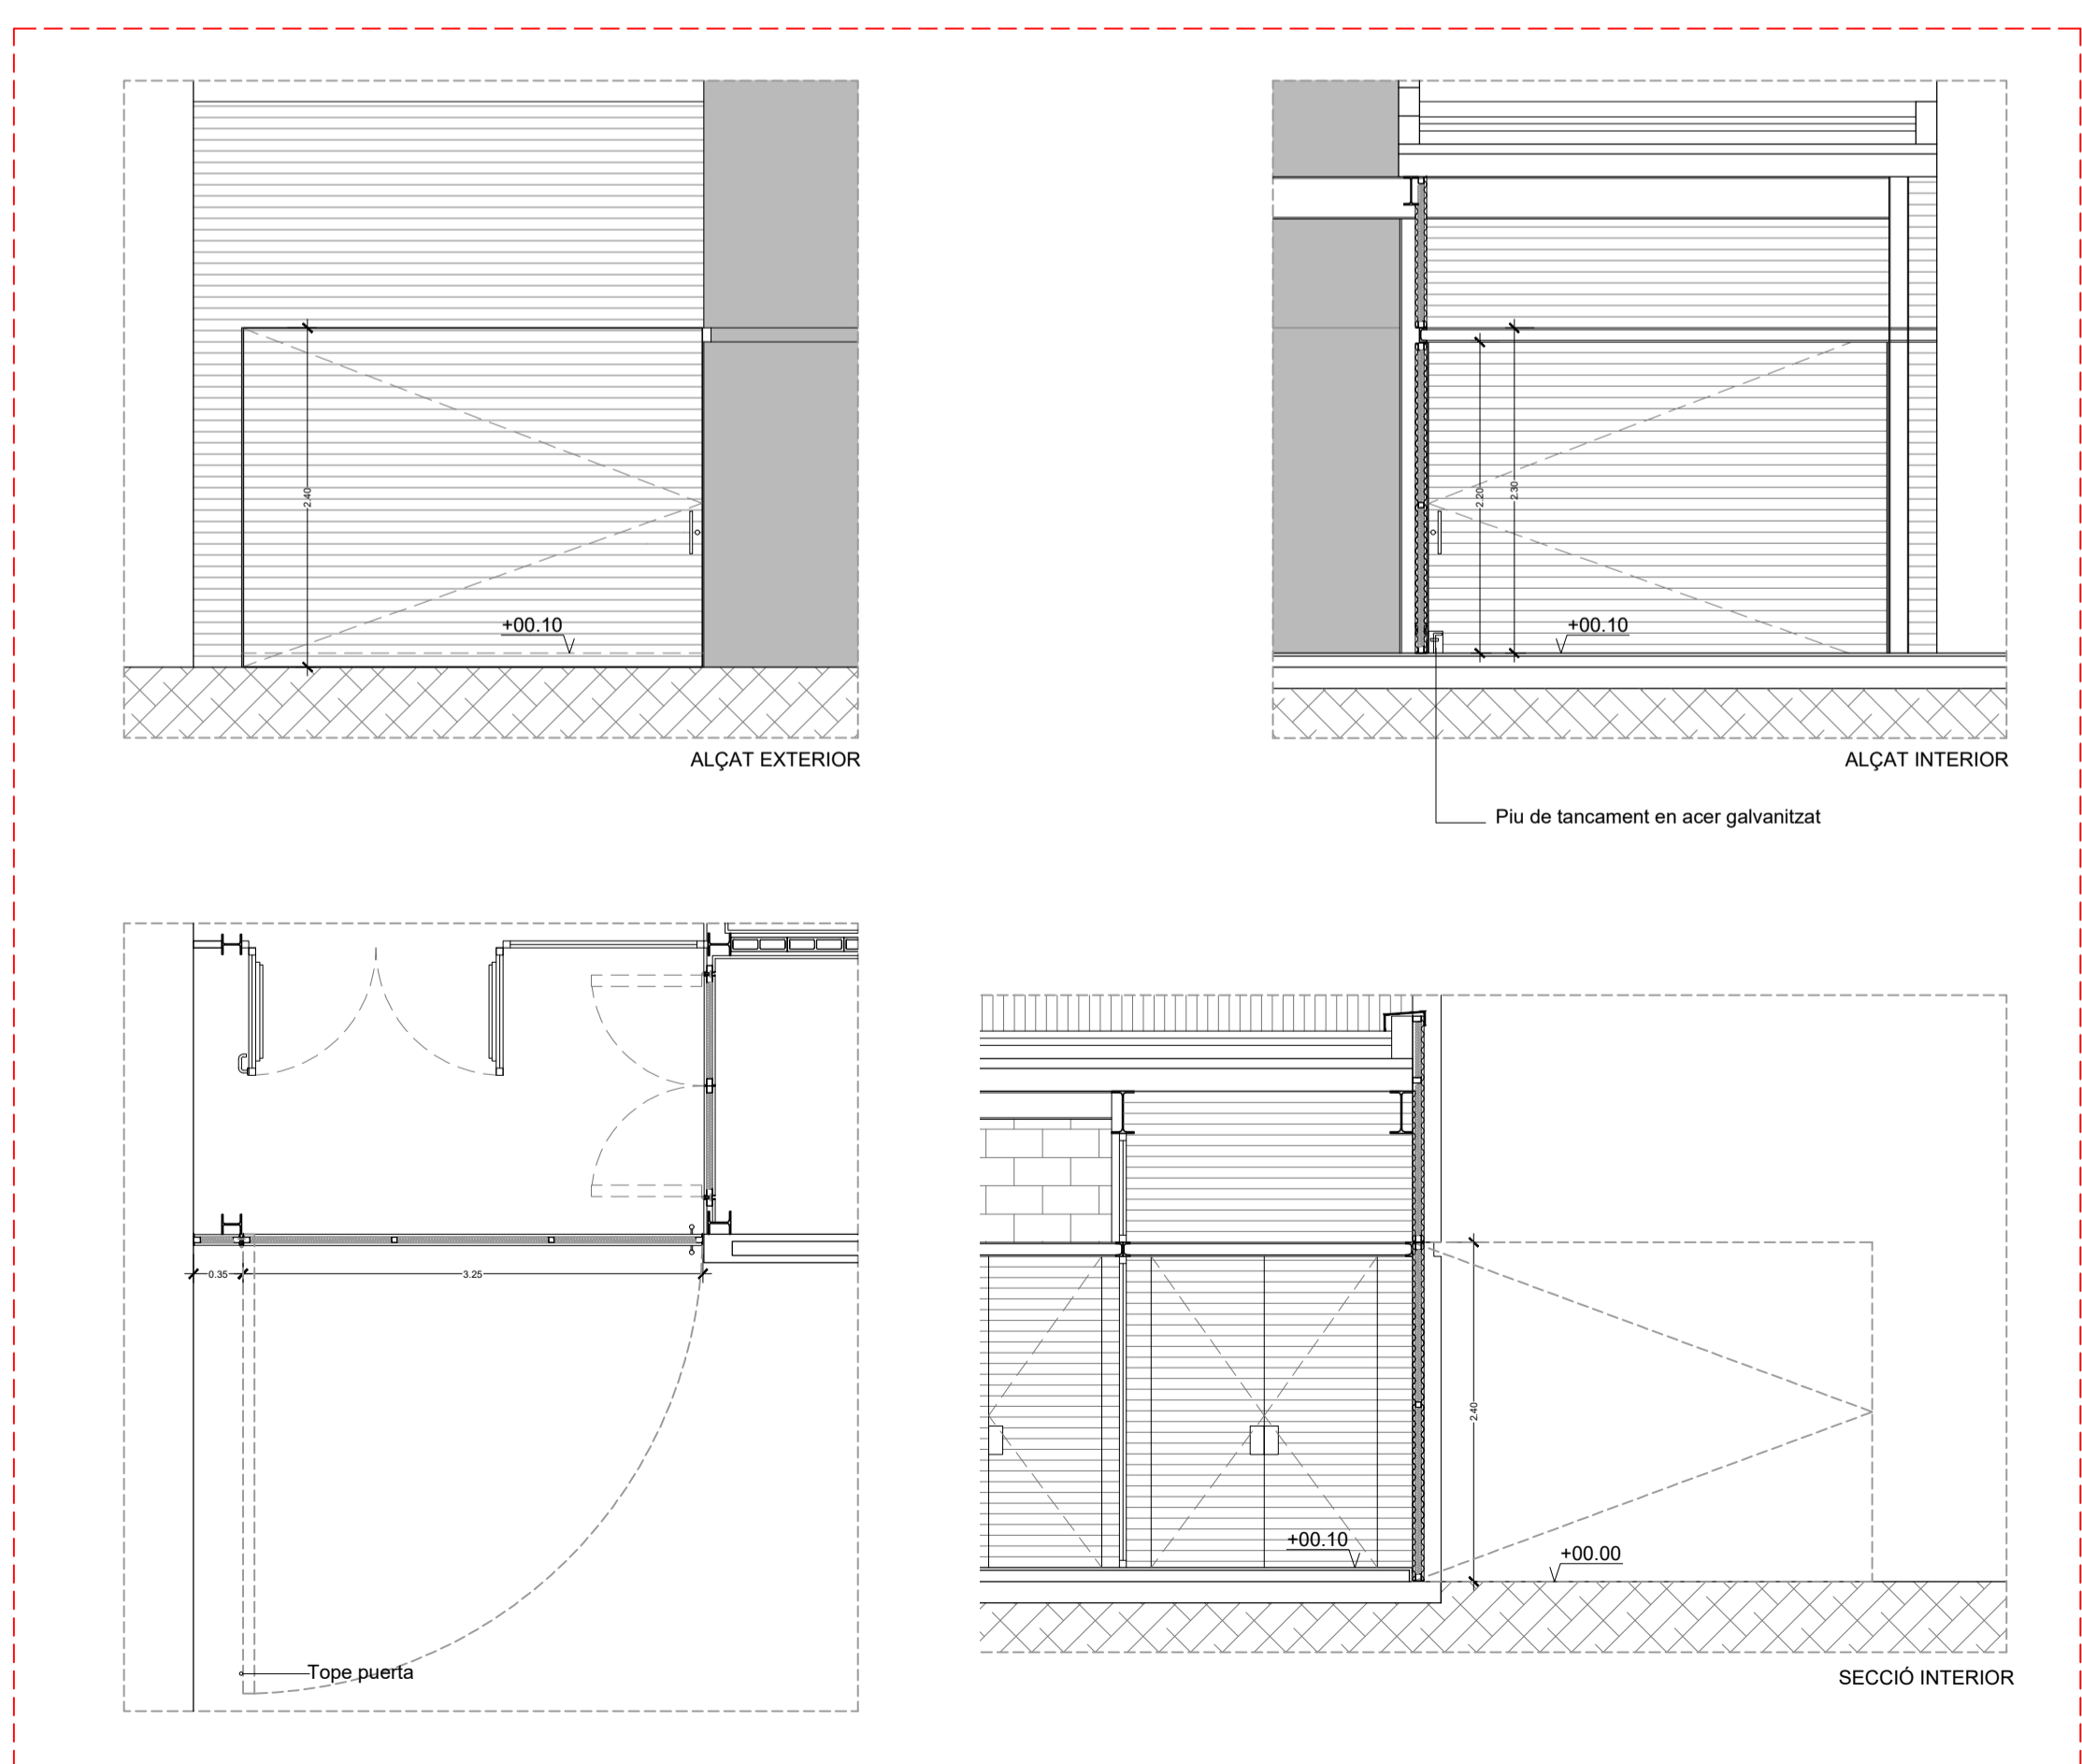 2.40
+00.10
ALÇAT EXTERIOR
2.20
2.30
+00.10
ALÇAT INTERIOR
Piu de tancament en acer galvanitzat
0.35
3.25
Tope puerta
2.40
+00.10
+00.00
SECCIÓ INTERIOR